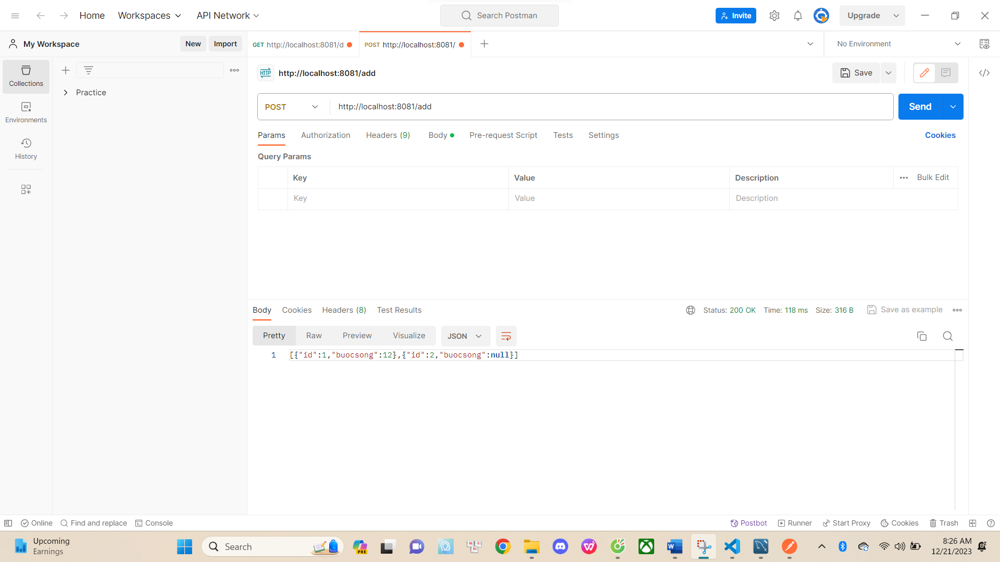 Home Workspaces API Network Search Postman Invite Upgrade
My Workspace New Import GET http://localhost:8081/d POST http://localhost:8081/ No Environment
Collections
Environments
History
Practice
HTTP http://localhost:8081/add Save
POST http://localhost:8081/add Send
Params Authorization Headers (9) Body Pre-request Script Tests Settings Cookies
Query Params
Key Value Description Bulk Edit
Key Value Description
Body Cookies Headers (8) Test Results Status: 200 OK Time: 118 ms Size: 316 B Save as example
Pretty Raw Preview Visualize JSON
1 [{"id":1,"buocsong":12},{"id":2,"buocsong":null}]
Online Find and replace Console Postbot Runner Start Proxy Cookies Trash
Upcoming
Earnings
Search
PRE
8:26 AM
12/21/2023